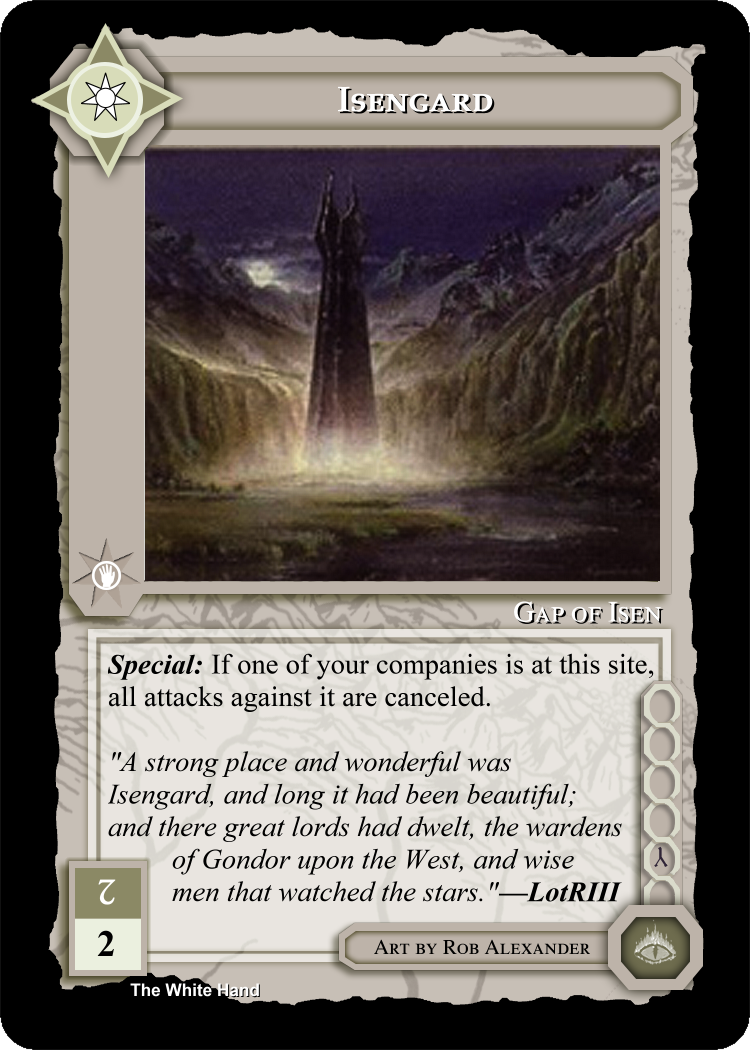 Isengard
Gap of Isen
Special: If one of your companies is at this site,
all attacks against it are canceled.
"A strong place and wonderful was
Isengard, and long it had been beautiful;
and there great lords had dwelt, the wardens
of Gondor upon the West, and wise
men that watched the stars."—LotRIII
2
Art by Rob Alexander
The White Hand